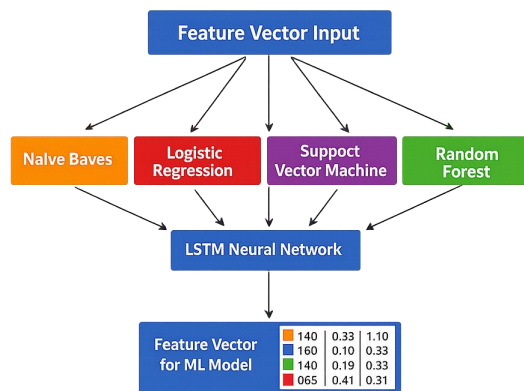 Feature Vector Input
Nalve Baves
Logistic
Regression
Suppoct
Vector Machine
Random
Forest
LSTM Neural Network
Feature Vector
for ML Model
140 0.33 1.10
160 0.10 0.33
140 0.19 0.33
065 0.41 0.31